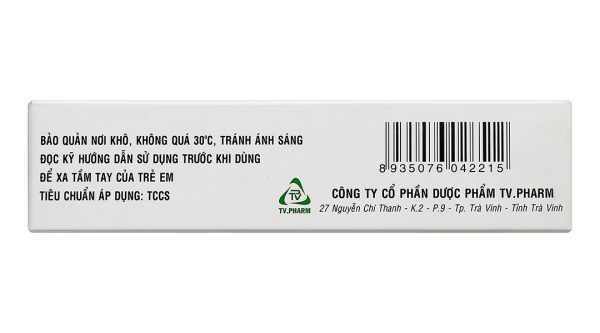 BẢO QUẢN NƠI KHÔ, KHÔNG QUÁ 30°C, TRÁNH ÁNH SÁNG
ĐỌC KỸ HƯỚNG DẪN SỬ DỤNG TRƯỚC KHI DÙNG
ĐỂ XA TẦM TAY CỦA TRẺ EM
TIÊU CHUẨN ÁP DỤNG: TCCS
TV.PHARM
8 935076 042215
CÔNG TY CỔ PHẦN DƯỢC PHẨM TV.PHARM
27 Nguyễn Chí Thanh - K.2 - P.9 - Tp. Trà Vinh - Tỉnh Trà Vinh